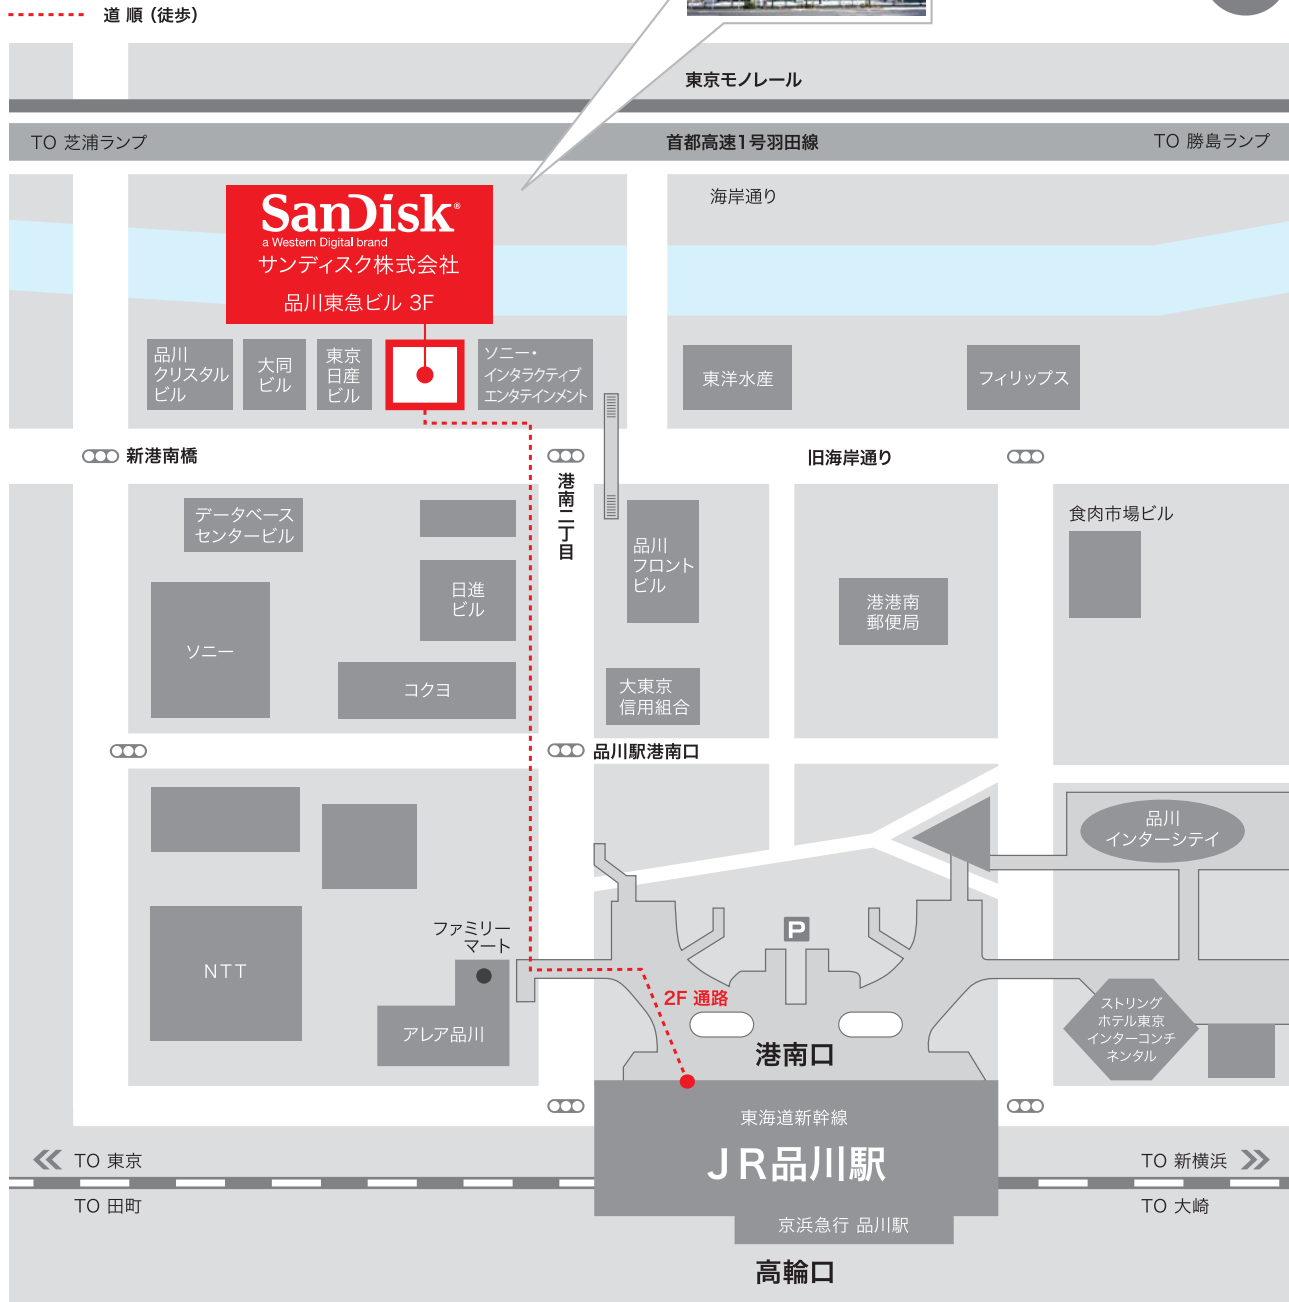 道 順 (徒歩)
東京モノレール
TO 芝浦ランプ
首都高速1号羽田線
TO 勝島ランプ
海岸通り
SanDisk®
a Western Digital brand
サンディスク株式会社
品川東急ビル 3F
品川
クリスタル
ビル
大同
ビル
東京
日産
ビル
ソニー・
インタラクティブ
エンタテインメント
東洋水産
フィリップス
新港南橋
港南二丁目
旧海岸通り
データベース
センタービル
日進
ビル
ソニー
コクヨ
品川
フロント
ビル
大東京
信用組合
港港南
郵便局
食肉市場ビル
品川駅港南口
品川
インターシテイ
NTT
ファミリー
マート
アレア品川
P
2F 通路
港南口
ストリング
ホテル東京
インターコンチ
ネンタル
東海道新幹線
JR品川駅
京浜急行 品川駅
高輪口
TO 東京
TO 田町
TO 新横浜
TO 大崎